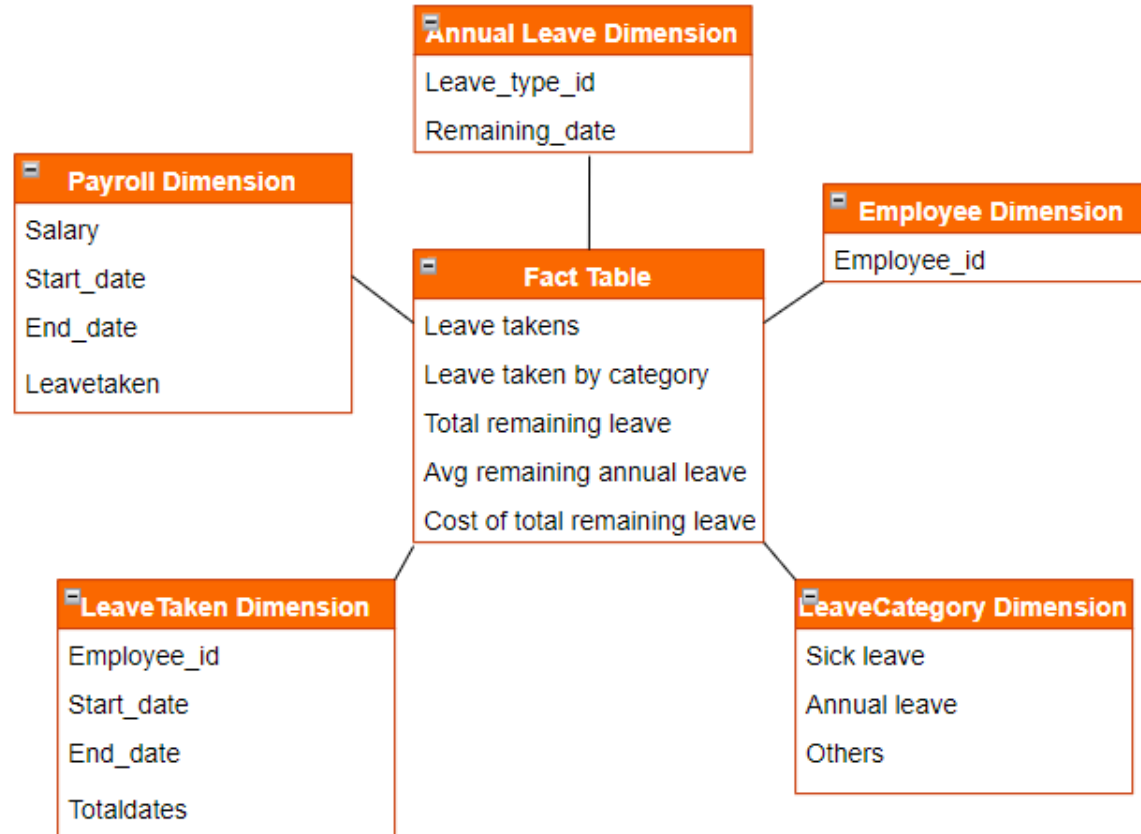 Annual Leave Dimension
Leave_type_id
Remaining_date
Payroll Dimension
Salary
Start_date
End_date
Leavetaken
Employee Dimension
Employee_id
Fact Table
Leave takens
Leave taken by category
Total remaining leave
Avg remaining annual leave
Cost of total remaining leave
LeaveTaken Dimension
Employee_id
Start_date
End_date
Totaldates
LeaveCategory Dimension
Sick leave
Annual leave
Others